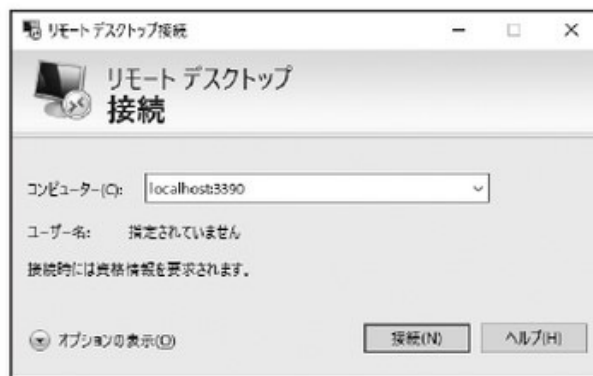 リモート デスクトップ接続
リモート デスクトップ
接続
コンピューター(C): localhost:3390
ユーザー名: 指定されていません
接続時には資格情報を要求されます。
オプションの表示(O) 接続(N) ヘルプ(H)